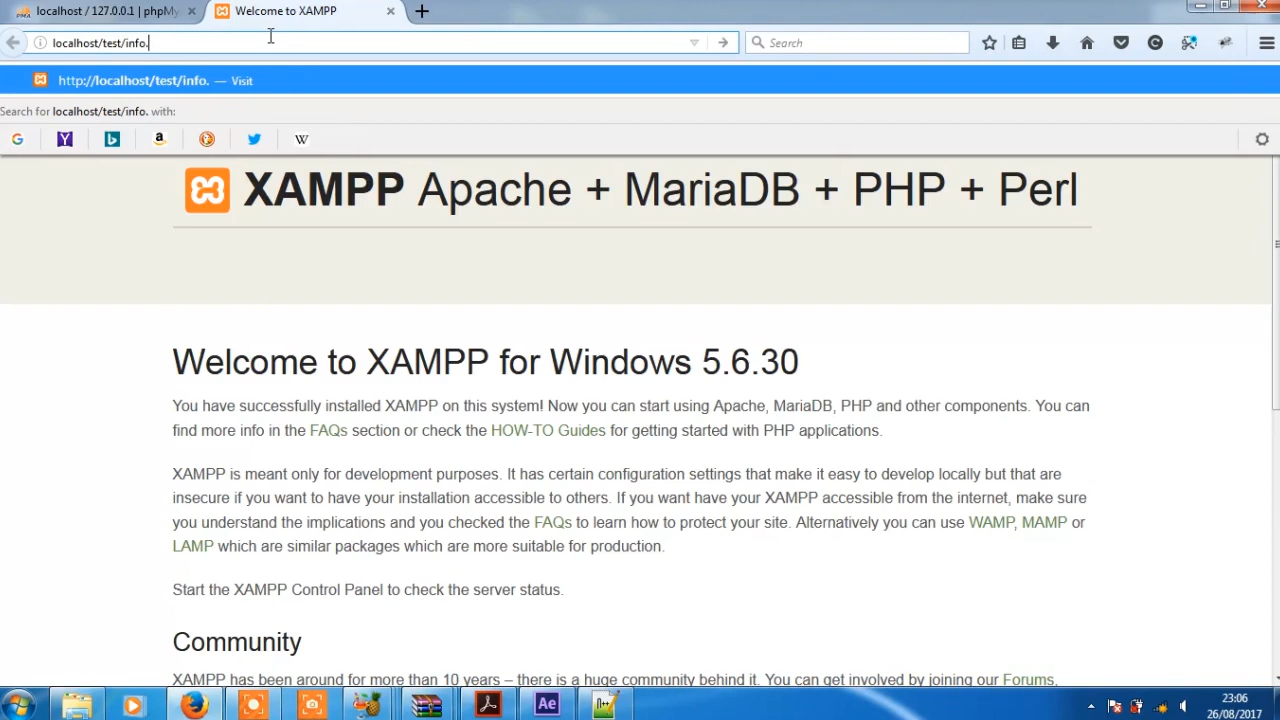 localhost / 127.0.0.1 | phpMy
Welcome to XAMPP
localhost/test/info.
Search
http://localhost/test/info. — Visit
Search for localhost/test/info. with:
XAMPP Apache + MariaDB + PHP + Perl
Welcome to XAMPP for Windows 5.6.30
You have successfully installed XAMPP on this system! Now you can start using Apache, MariaDB, PHP and other components. You can
find more info in the FAQs section or check the HOW-TO Guides for getting started with PHP applications.
XAMPP is meant only for development purposes. It has certain configuration settings that make it easy to develop locally but that are
insecure if you want to have your installation accessible to others. If you want have your XAMPP accessible from the internet, make sure
you understand the implications and you checked the FAQs to learn how to protect your site. Alternatively you can use WAMP, MAMP or
LAMP which are similar packages which are more suitable for production.
Start the XAMPP Control Panel to check the server status.
Community
XAMPP has been around for more than 10 years – there is a huge community behind it. You can get involved by joining our Forums,
23:06
26/08/2017